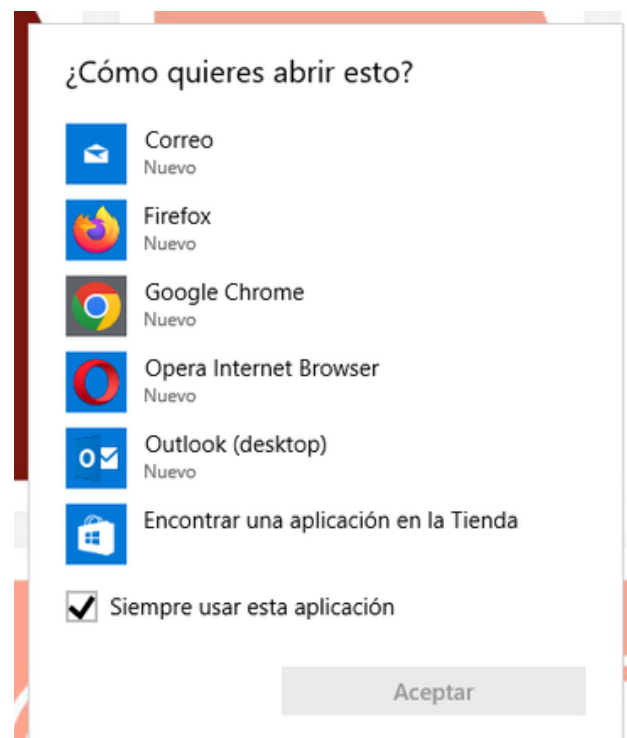 ¿Cómo quieres abrir esto?
Correo
Nuevo
Firefox
Nuevo
Google Chrome
Nuevo
Opera Internet Browser
Nuevo
Outlook (desktop)
Nuevo
Encontrar una aplicación en la Tienda
Siempre usar esta aplicación
Aceptar